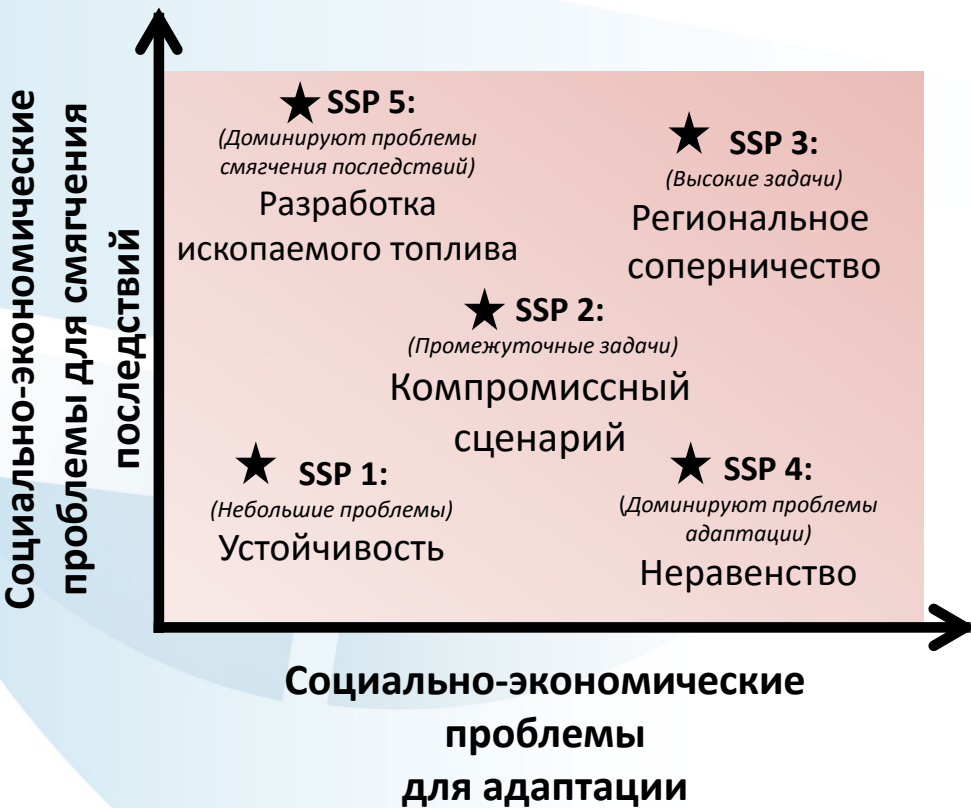 Социально-экономические
проблемы для смягчения
последствий
SSP 5:
(Доминируют проблемы
смягчения последствий)
Разработка
ископаемого топлива
SSP 3:
(Высокие задачи)
Региональное
соперничество
SSP 2:
(Промежуточные задачи)
Компромиссный
сценарий
SSP 1:
(Небольшие проблемы)
Устойчивость
SSP 4:
(Доминируют проблемы
адаптации)
Неравенство
Социально-экономические
проблемы
для адаптации